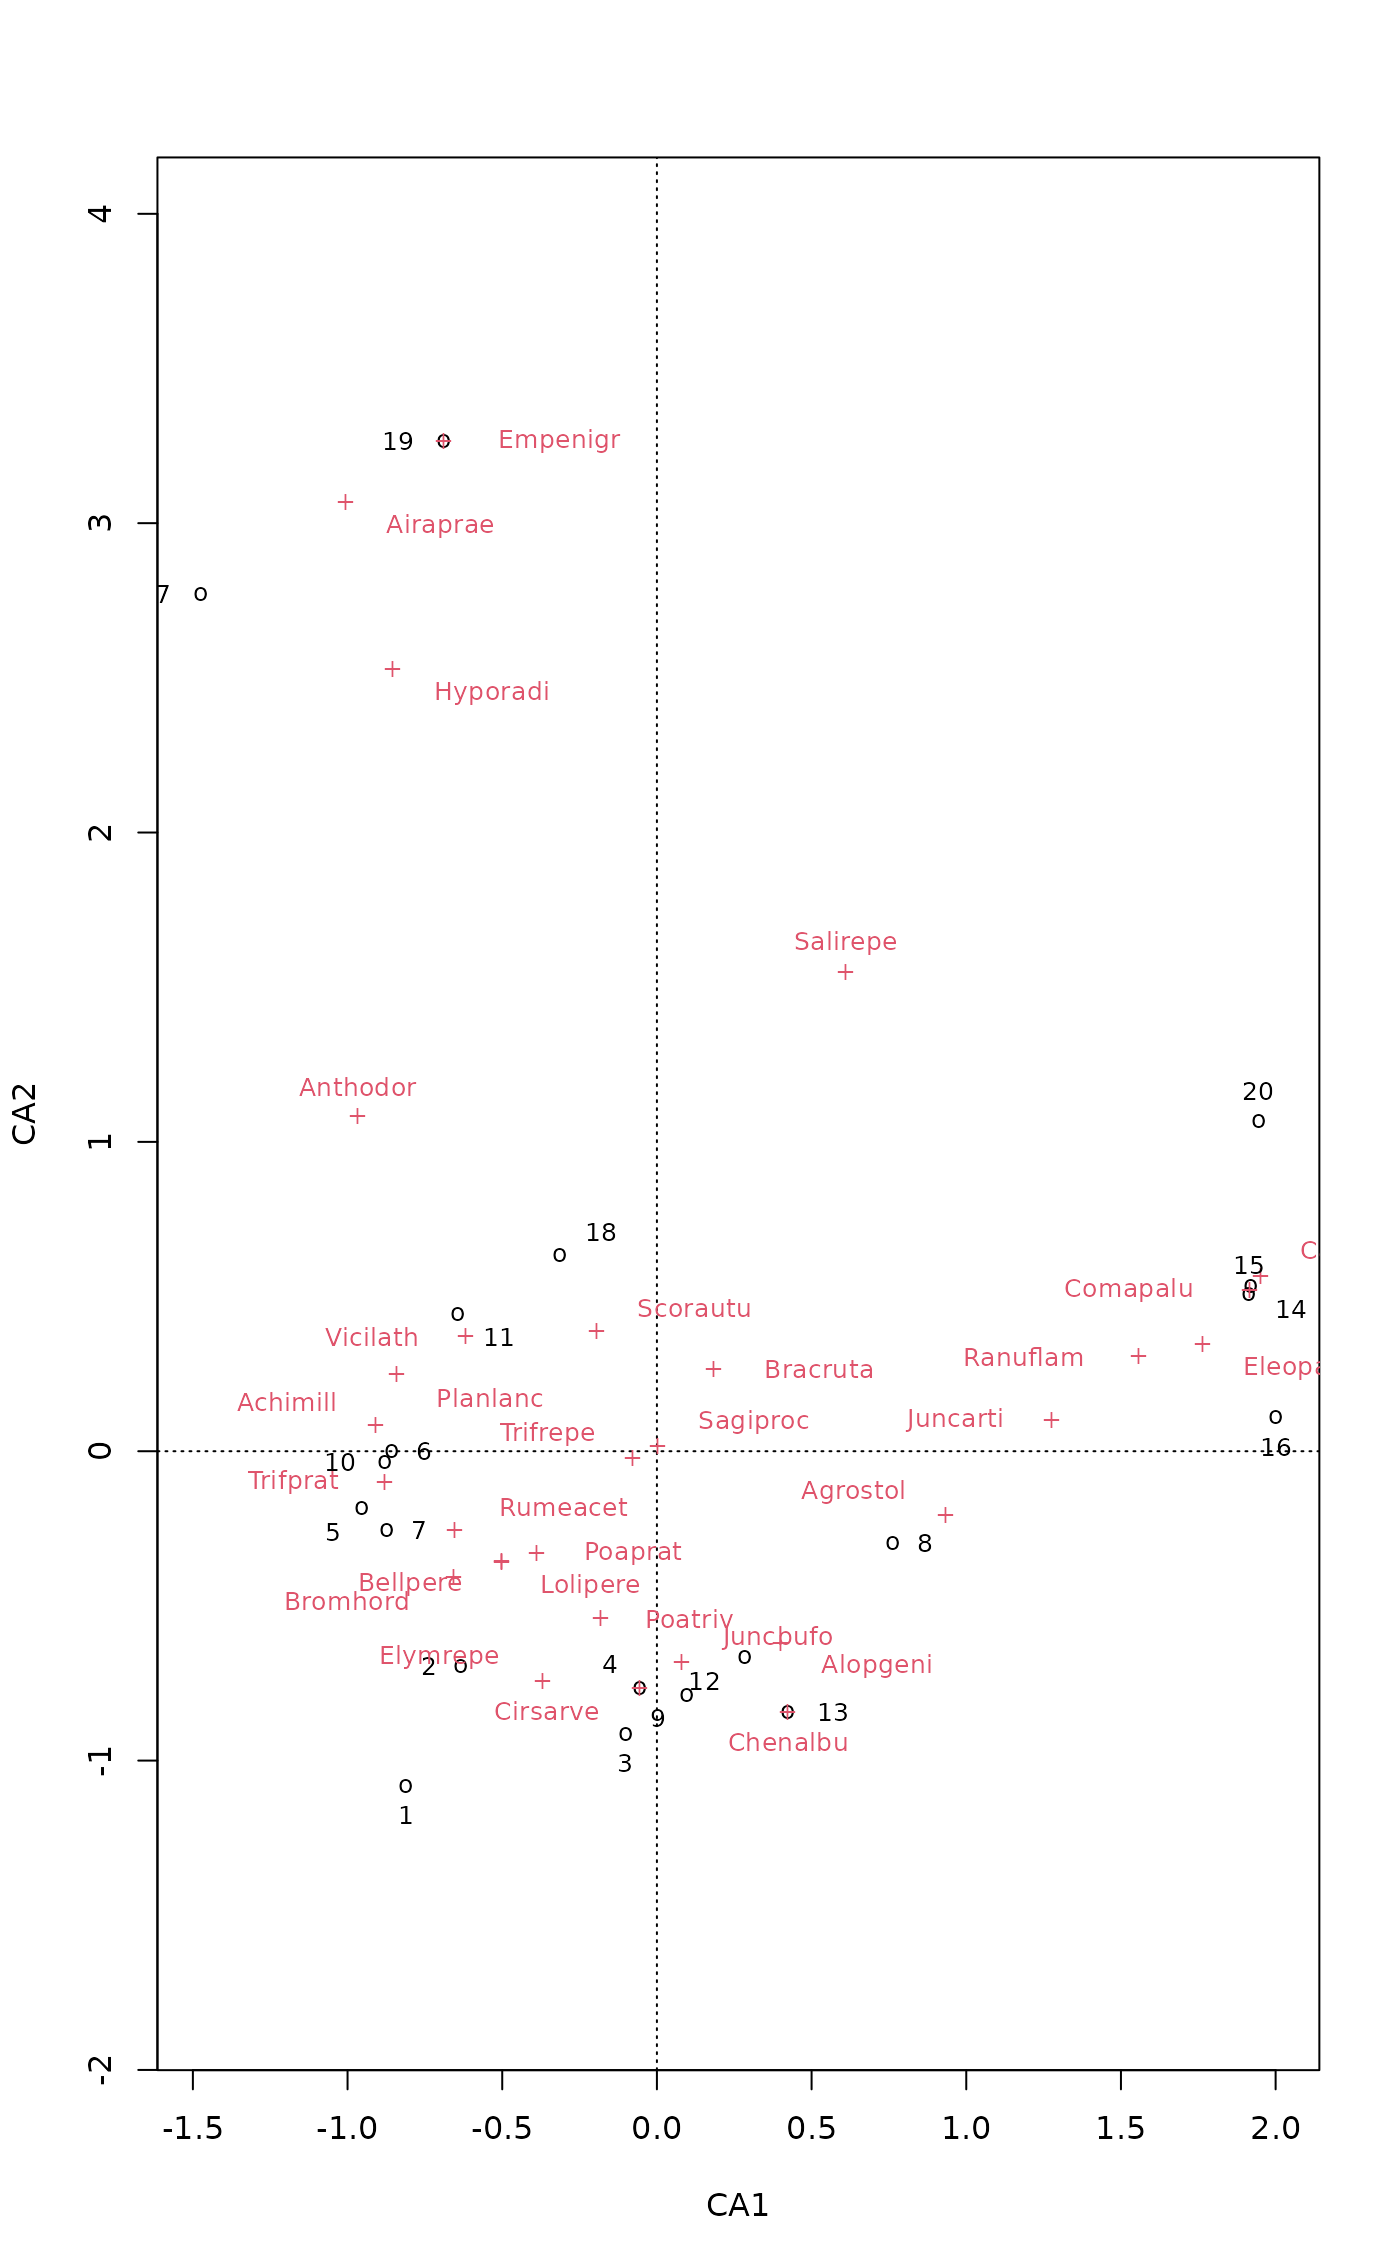 4
19 Empenigr
Airaprae
3
7
Hyporadi
2
Salirepe
Anthodor
20
1
CA2
18
15
C
Comapalu
14
Scorautu
Vicilath
11
Ranuflam
Eleopa
Bracruta
Planlanc
Achimill
Sagiproc
Juncarti
Trifrepe
0
6
16
10
Trifprat
Agrostol
Rumeacet
5
7
8
Poaprat
Bellpere
Lolipere
Bromhord
Poatriv
Juncbufo
Elymrepe
2
4
Alopgeni
12
Cirsarve
9
13
Chenalbu
3
-1
1
-2
-1.5 -1.0 -0.5 0.0 0.5 1.0 1.5 2.0
CA1